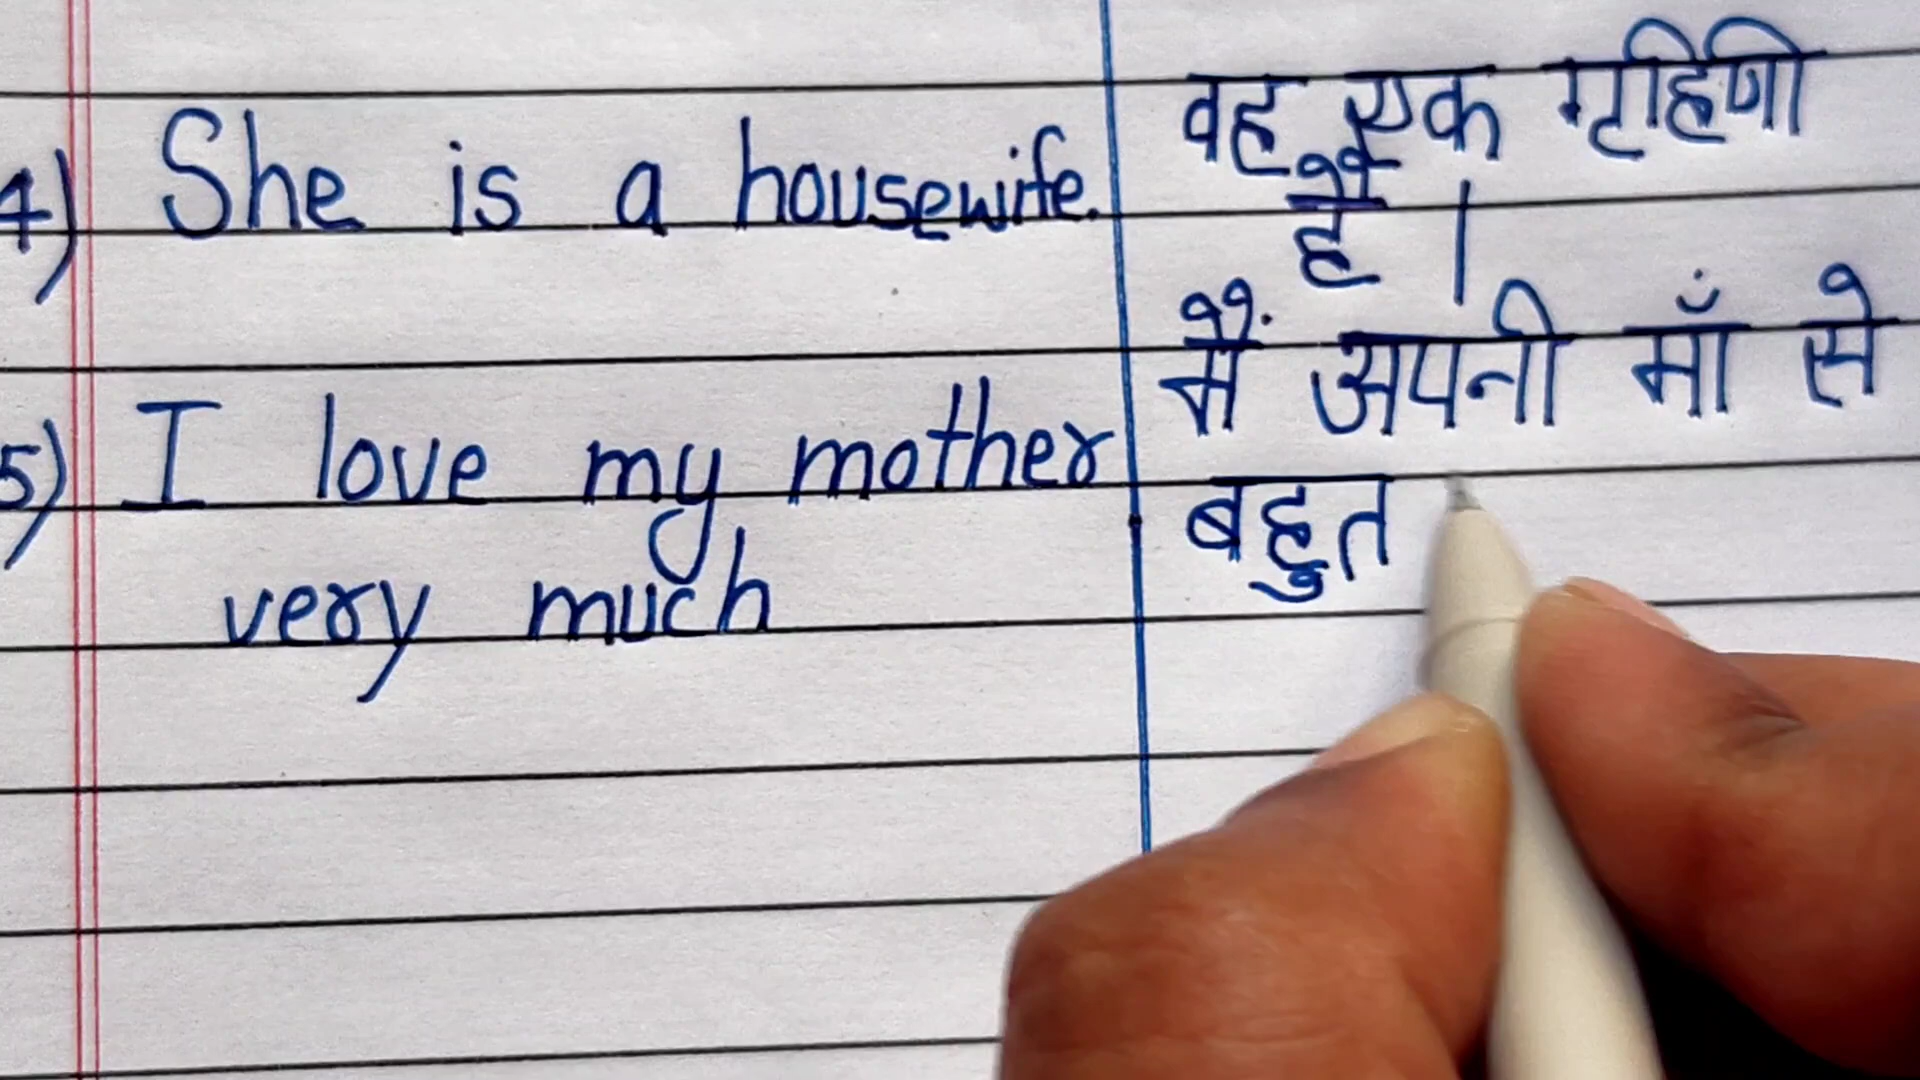 4) She is a housewife.
वह एक गृहिणी
है ।
5) I love my mother
very much
मैं अपनी माँ से
बहुत